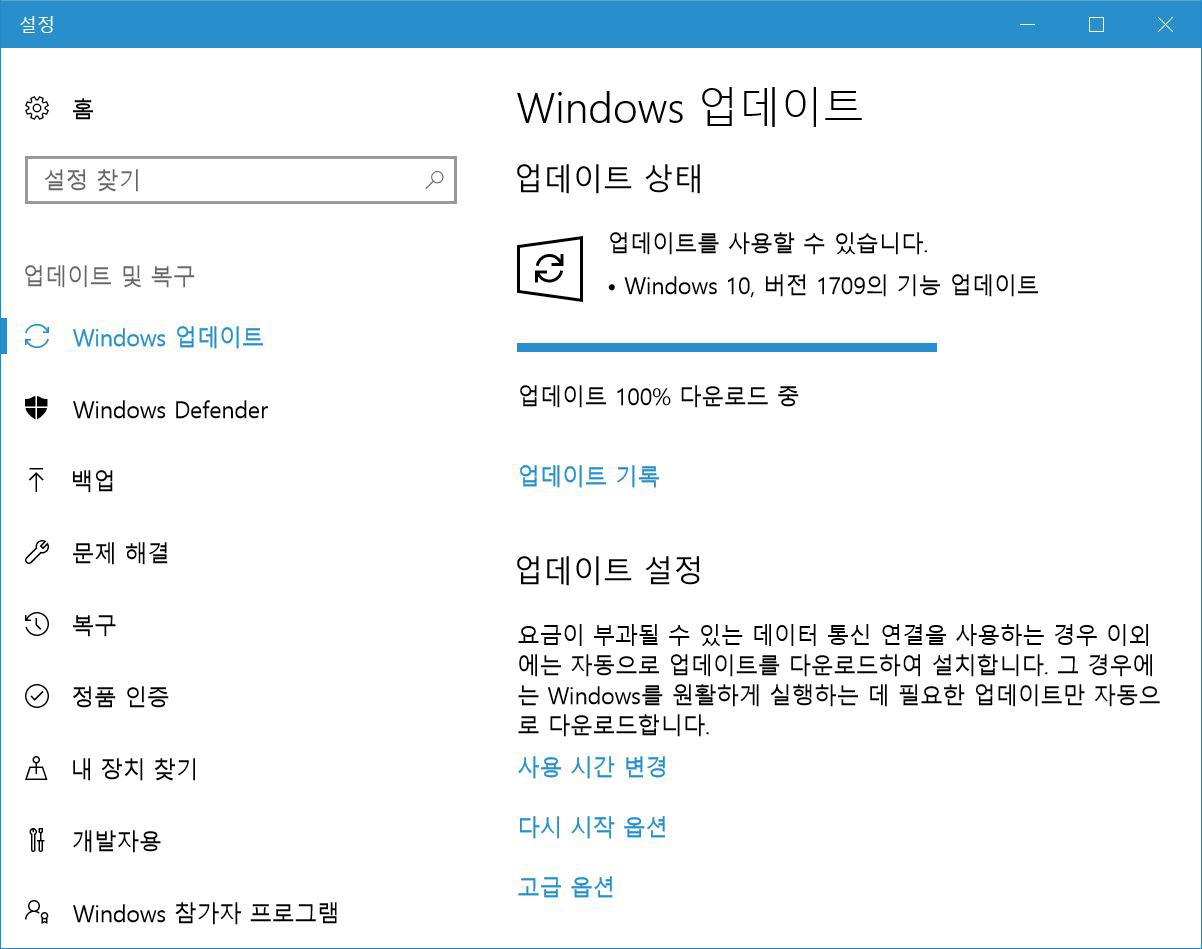 설정
홈
설정 찾기
업데이트 및 복구
Windows 업데이트
Windows Defender
백업
문제 해결
복구
정품 인증
내 장치 찾기
개발자용
Windows 참가자 프로그램
Windows 업데이트
업데이트 상태
업데이트를 사용할 수 있습니다.
• Windows 10, 버전 1709의 기능 업데이트
업데이트 100% 다운로드 중
업데이트 기록
업데이트 설정
요금이 부과될 수 있는 데이터 통신 연결을 사용하는 경우 이외
에는 자동으로 업데이트를 다운로드하여 설치합니다. 그 경우에
는 Windows를 원활하게 실행하는 데 필요한 업데이트만 자동으
로 다운로드합니다.
사용 시간 변경
다시 시작 옵션
고급 옵션